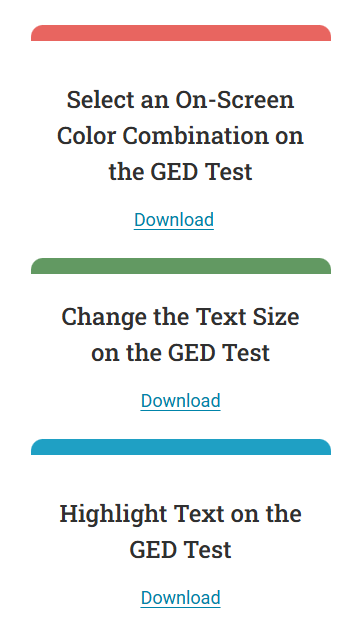 Select an On-Screen
Color Combination on
the GED Test
Download
Change the Text Size
on the GED Test
Download
Highlight Text on the
GED Test
Download